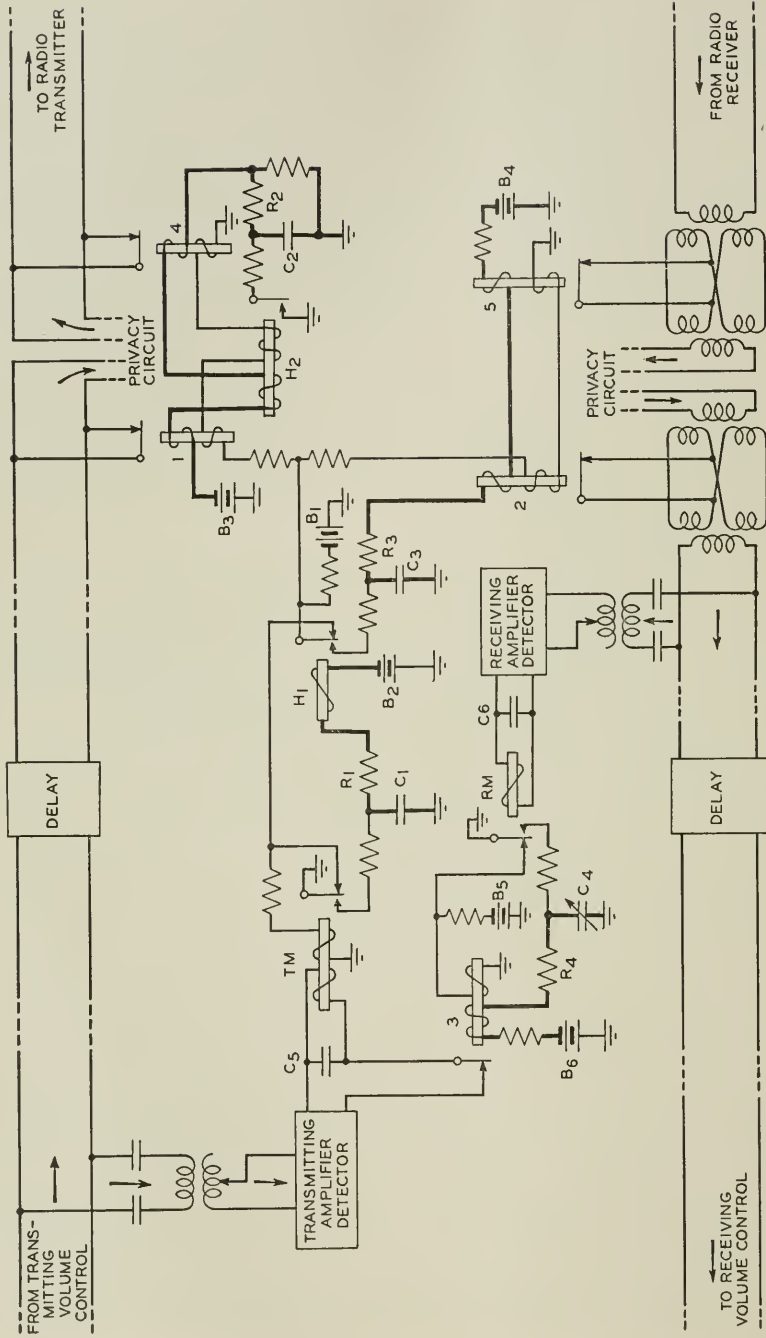 FROM TRANS-
MITTING
VOLUME
CONTROL
DELAY
PRIVACY
CIRCUIT
TO RADIO
TRANSMITTER
TRANSMITTING
AMPLIFIER
DETECTOR
C5
TM
R1
C1
H1
B2
B1
R3
C3
B3
1
H2
4
R2
C2
2
5
B4
3
B6
B5
R4
C4
RM
C6
RECEIVING
AMPLIFIER
DETECTOR
TO RECEIVING
VOLUME CONTROL
DELAY
PRIVACY
CIRCUIT
FROM RADIO
RECEIVER